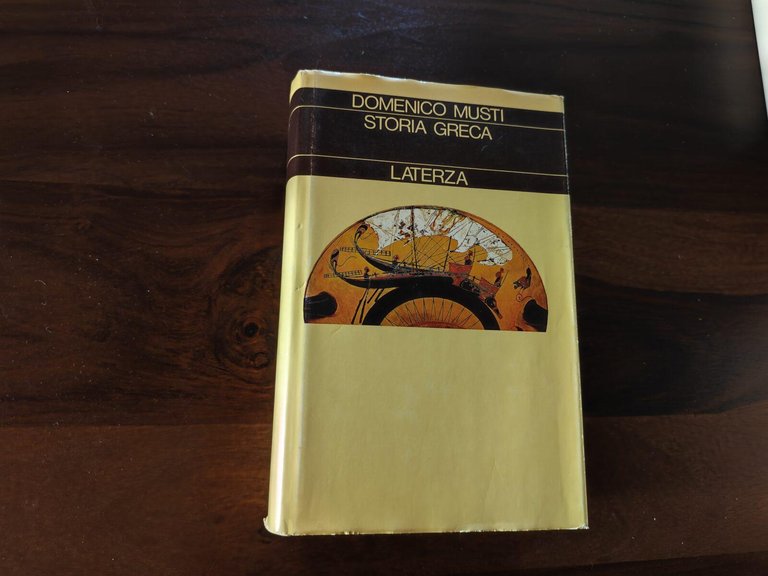 DOMENICO MUSTI
STORIA GRECA
LATERZA